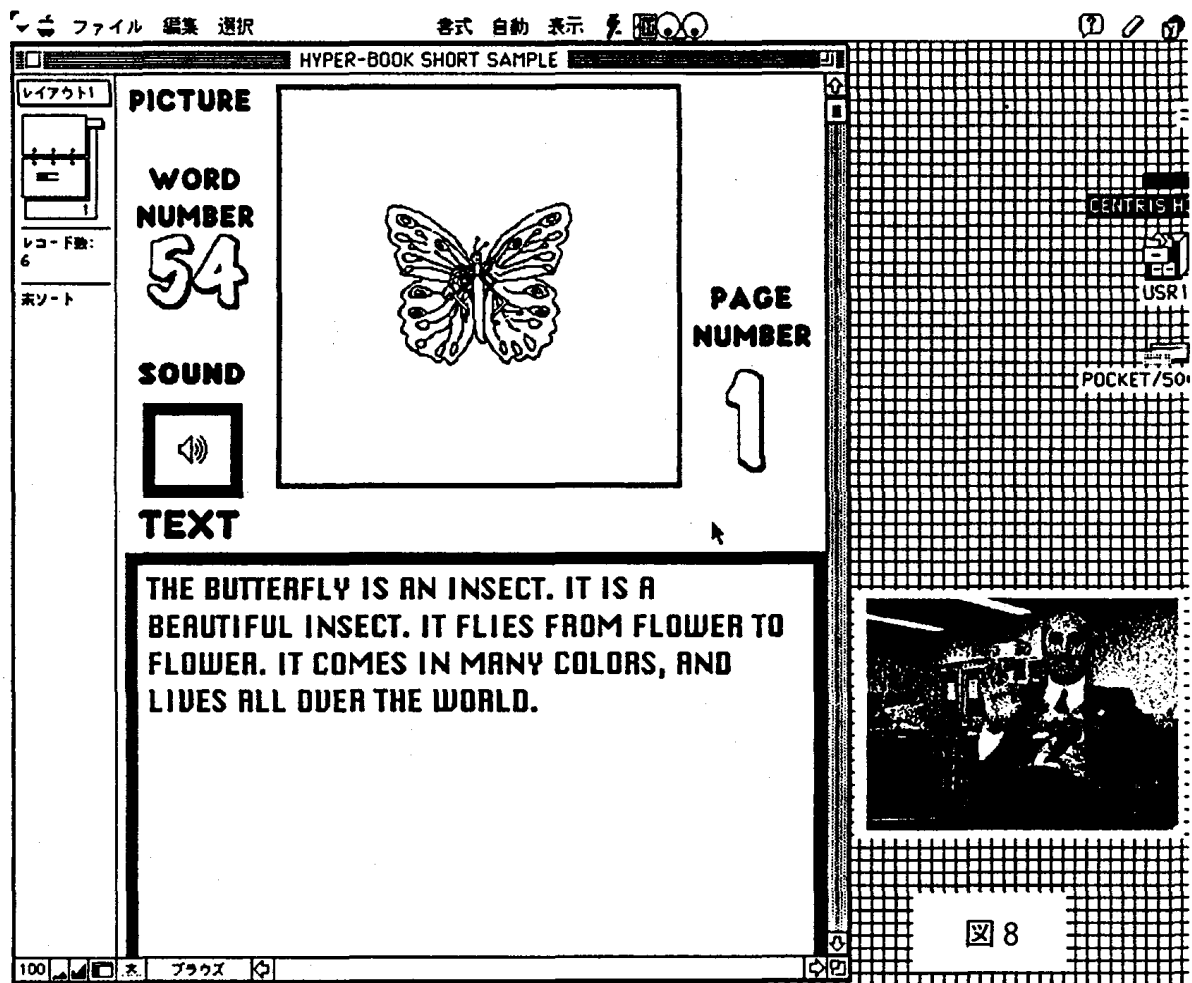 ファイル 編集 選択 書式 自動 表示
HYPER-BOOK SHORT SAMPLE
レイアウト1
1
レコード数:
6
未ソート
PICTURE
WORD
NUMBER
54
SOUND
PAGE
NUMBER
1
TEXT
THE BUTTERFLY IS AN INSECT. IT IS A
BEAUTIFUL INSECT. IT FLIES FROM FLOWER TO
FLOWER. IT COMES IN MANY COLORS, AND
LIVES ALL OVER THE WORLD.
100 ブラウズ
CENTRIS H
USR
POCKET/50
図8